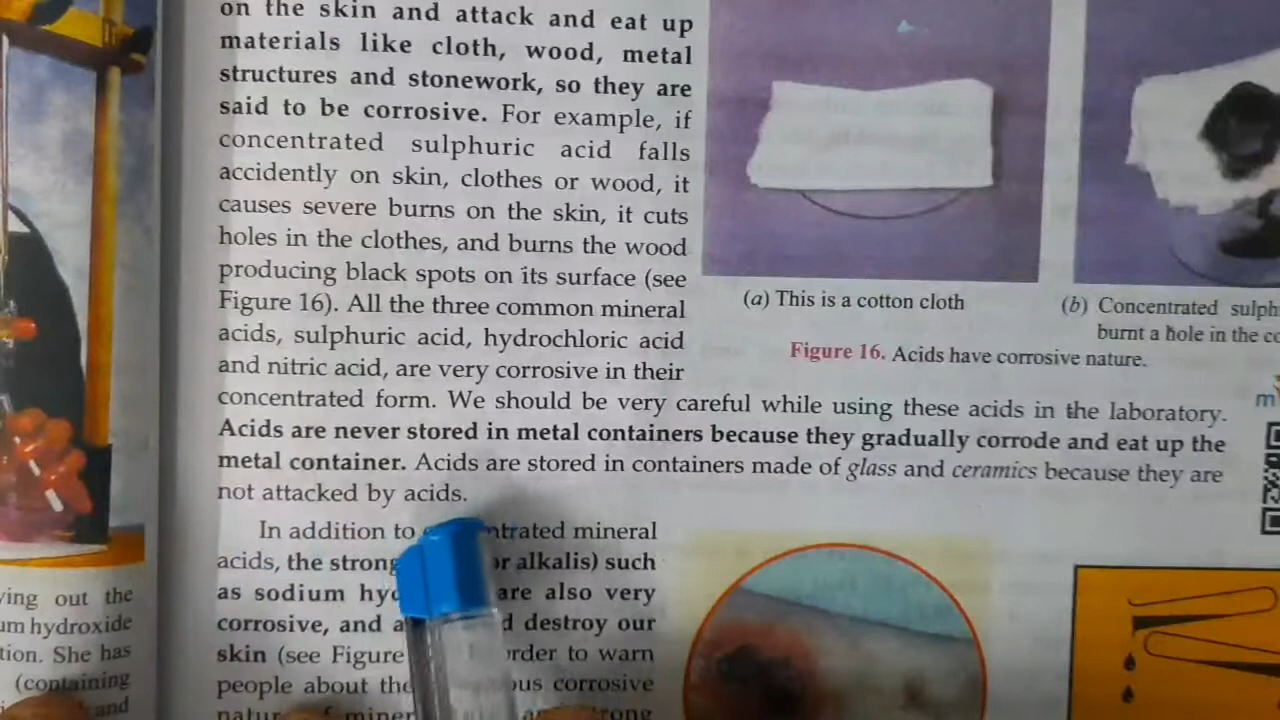 on the skin and attack and eat up
materials like cloth, wood, metal
structures and stonework, so they are
said to be corrosive. For example, if
concentrated sulphuric acid falls
accidently on skin, clothes or wood, it
causes severe burns on the skin, it cuts
holes in the clothes, and burns the wood
producing black spots on its surface (see
Figure 16). All the three common mineral
acids, sulphuric acid, hydrochloric acid
and nitric acid, are very corrosive in their
concentrated form. We should be very careful while using these acids in the laboratory.
Acids are never stored in metal containers because they gradually corrode and eat up the
metal container. Acids are stored in containers made of glass and ceramics because they are
not attacked by acids.
In addition to mineral
acids, the strong or alkalis) such
as sodium are also very
corrosive, and destroy our
skin (see Figure order to warn
people about the corrosive
(a) This is a cotton cloth
(b) Concentrated
burnt a hole in the
Figure 16. Acids have corrosive nature.
m
out the
hydroxide
She has
(containing
and